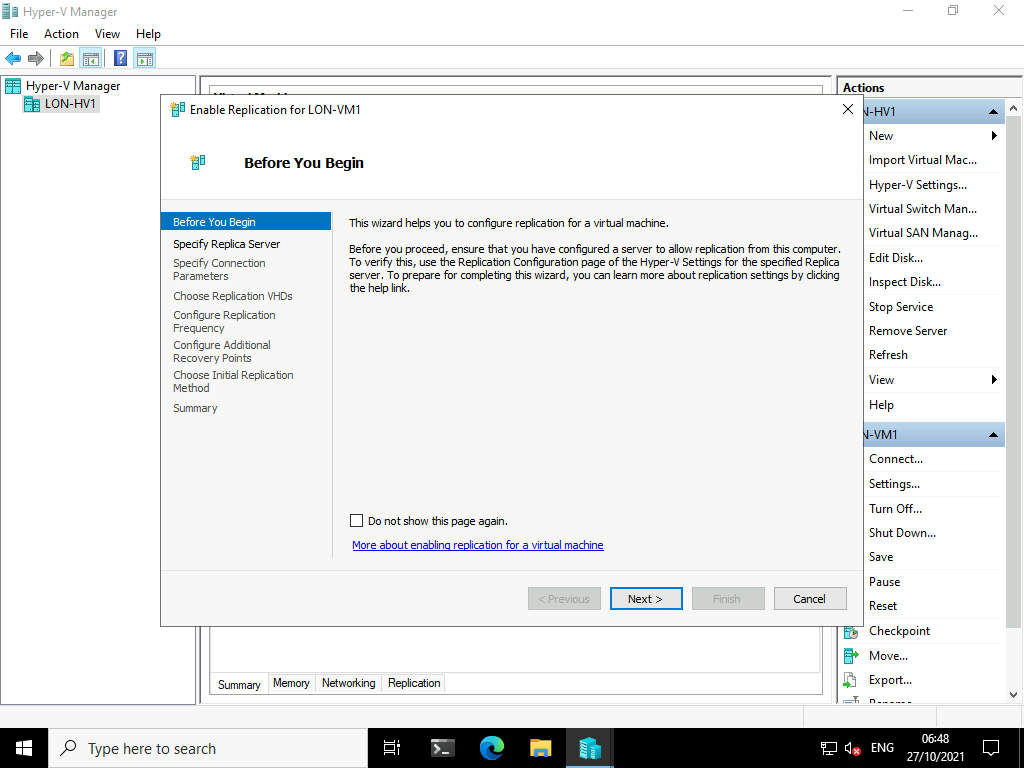 Hyper-V Manager
File Action View Help
Hyper-V Manager
LON-HV1
Enable Replication for LON-VM1
Before You Begin
Before You Begin
Specify Replica Server
Specify Connection
Parameters
Choose Replication VHDs
Configure Replication
Frequency
Configure Additional
Recovery Points
Choose Initial Replication
Method
Summary
This wizard helps you to configure replication for a virtual machine.
Before you proceed, ensure that you have configured a server to allow replication from this computer.
To verify this, use the Replication Configuration page of the Hyper-V Settings for the specified Replica
server. To prepare for completing this wizard, you can learn more about replication settings by clicking
the help link.
Do not show this page again.
More about enabling replication for a virtual machine
< Previous Next > Finish Cancel
Summary Memory Networking Replication
Actions
N-HV1
New
Import Virtual Mac...
Hyper-V Settings...
Virtual Switch Man...
Virtual SAN Manag...
Edit Disk...
Inspect Disk...
Stop Service
Remove Server
Refresh
View
Help
N-VM1
Connect...
Settings...
Turn Off...
Shut Down...
Save
Pause
Reset
Checkpoint
Move...
Export...
Type here to search
ENG
06:48
27/10/2021